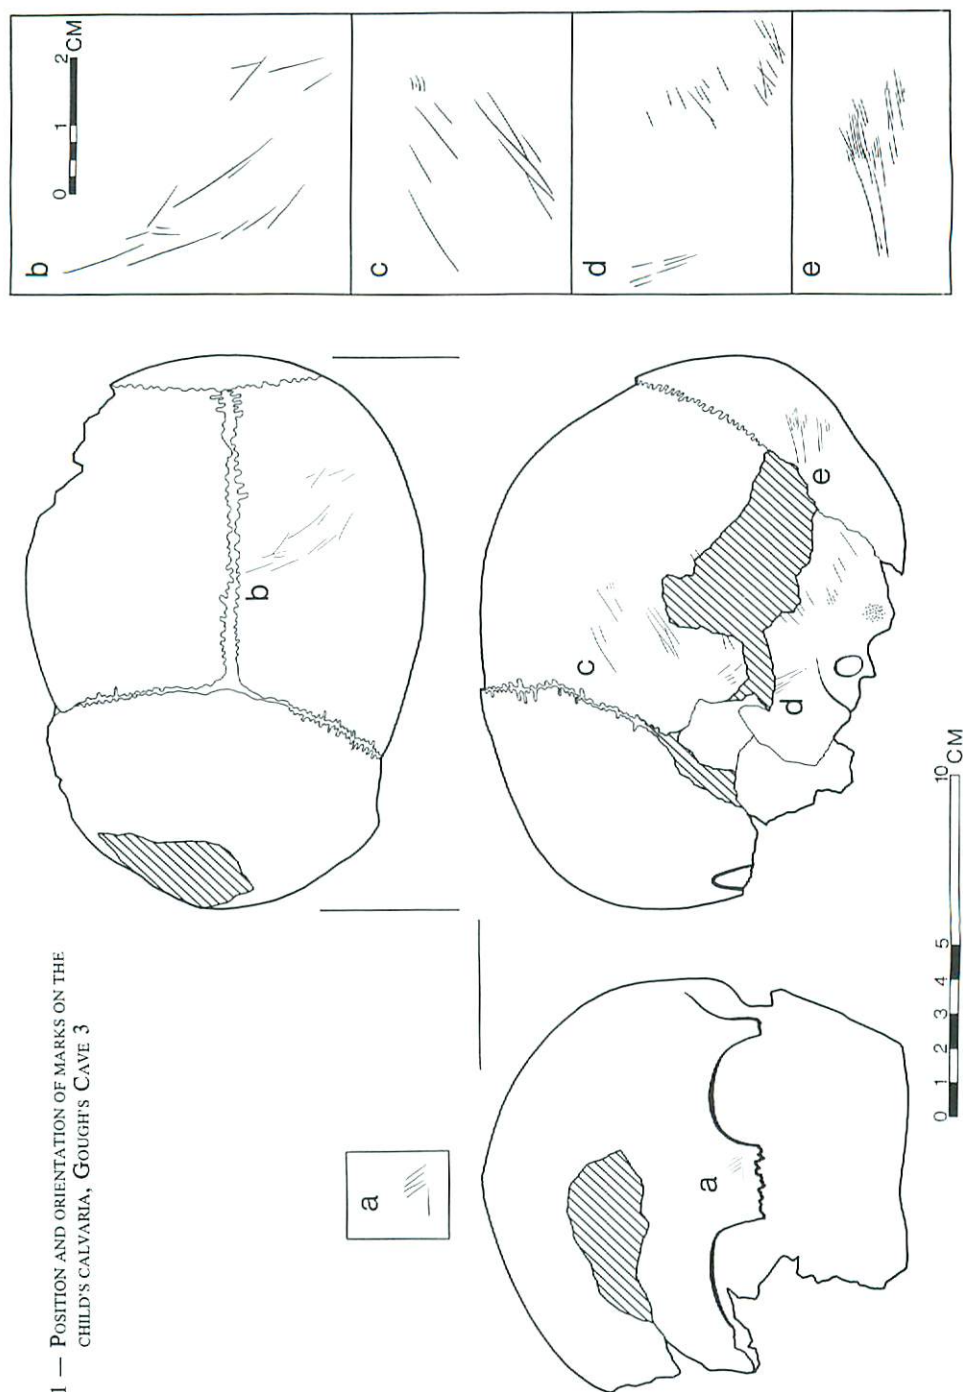 1 — POSITION AND ORIENTATION OF MARKS ON THE
CHILD'S CALVARIA, GOUGH'S CAVE 3
a
a
b
c
d
e
0 1 2 3 4 5 10
CM
b
0 1 2
CM
c
d
e